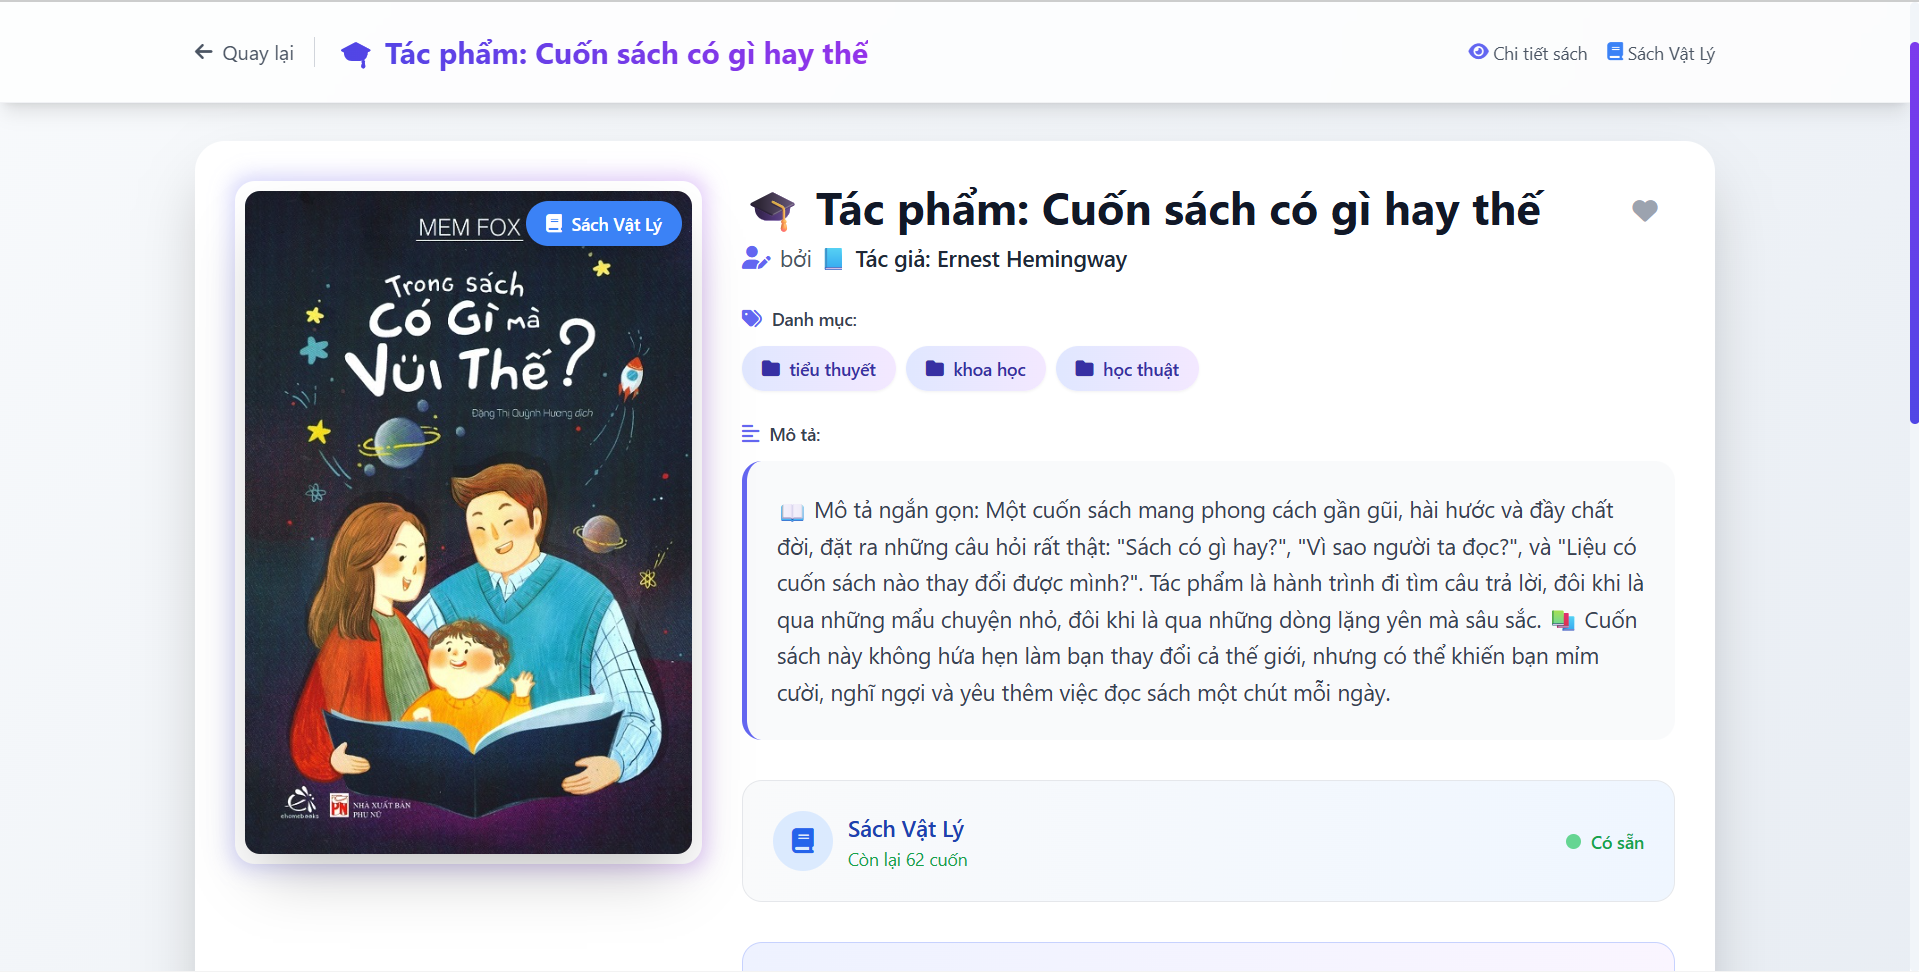 Quay lại
Tác phẩm: Cuốn sách có gì hay thế
Chi tiết sách
Sách Vật Lý
MEM FOX
Sách Vật Lý
Trong sách
Có Gì mà
Vui Thế?
Đặng Thị Quỳnh Hương dịch
NHÀ XUẤT BẢN
PHỤ NỮ
PN
Tác phẩm: Cuốn sách có gì hay thế
bởi Tác giả: Ernest Hemingway
Danh mục:
tiểu thuyết
khoa học
học thuật
Mô tả:
Mô tả ngắn gọn: Một cuốn sách mang phong cách gần gũi, hài hước và đầy chất
đời, đặt ra những câu hỏi rất thật: "Sách có gì hay?", "Vì sao người ta đọc?", và "Liệu có
cuốn sách nào thay đổi được mình?". Tác phẩm là hành trình đi tìm câu trả lời, đôi khi là
qua những mẩu chuyện nhỏ, đôi khi là qua những dòng lặng yên mà sâu sắc. Cuốn
sách này không hứa hẹn làm bạn thay đổi cả thế giới, nhưng có thể khiến bạn mỉm
cười, nghĩ ngợi và yêu thêm việc đọc sách một chút mỗi ngày.
Sách Vật Lý
Còn lại 62 cuốn
Có sẵn